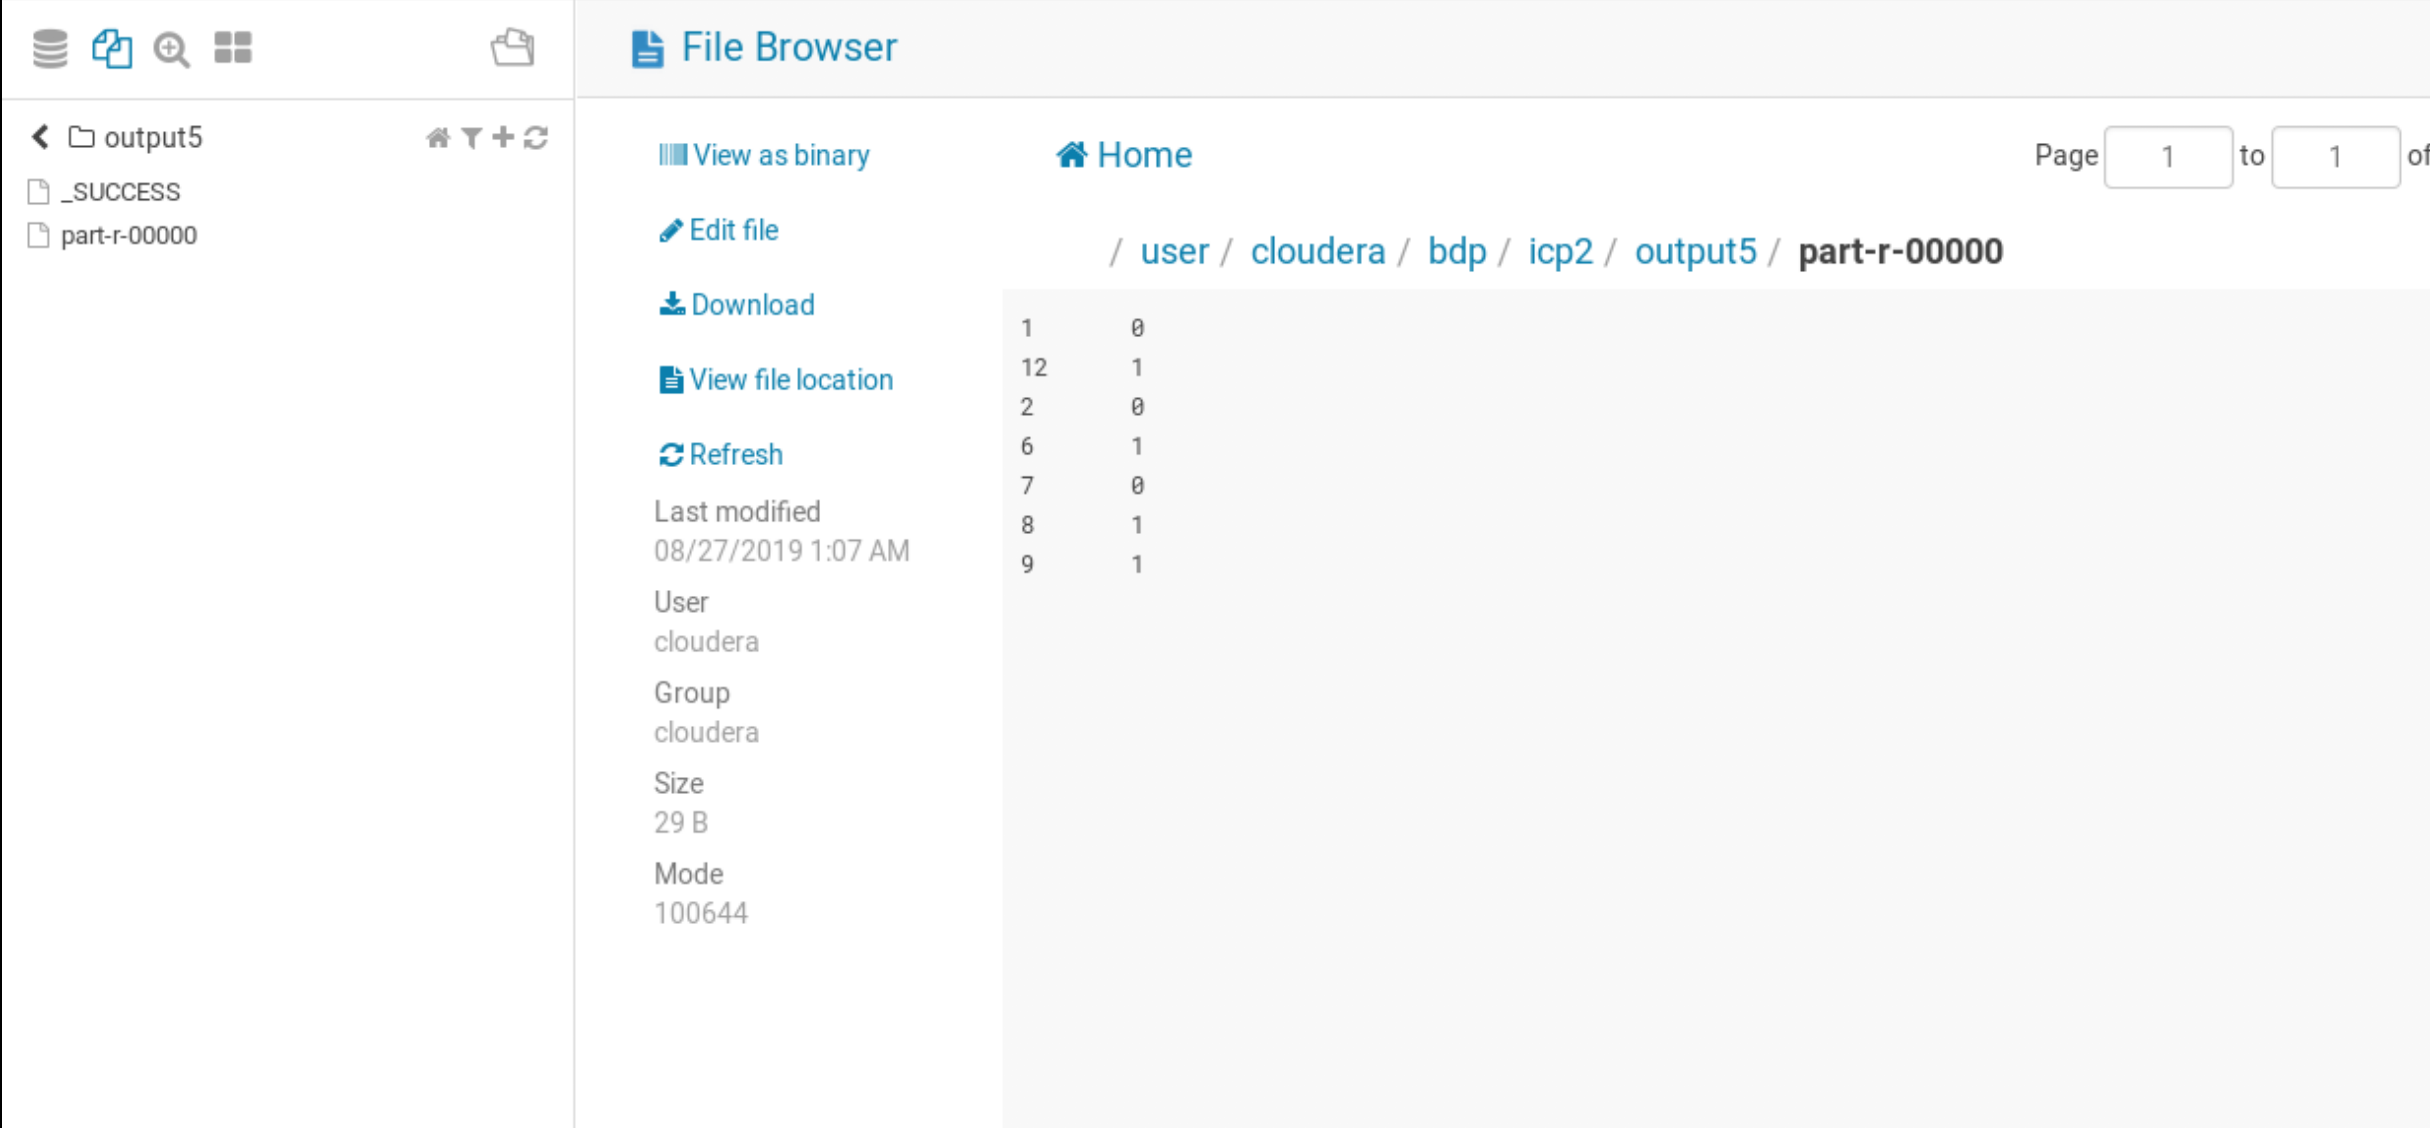 File Browser
output5
_SUCCESS
part-r-00000
View as binary
Edit file
Download
View file location
Refresh
Last modified
08/27/2019 1:07 AM
User
cloudera
Group
cloudera
Size
29 B
Mode
100644
Home
Page 1 to 1 of
/ user / cloudera / bdp / icp2 / output5 / part-r-00000
1 0
12 1
2 0
6 1
7 0
8 1
9 1